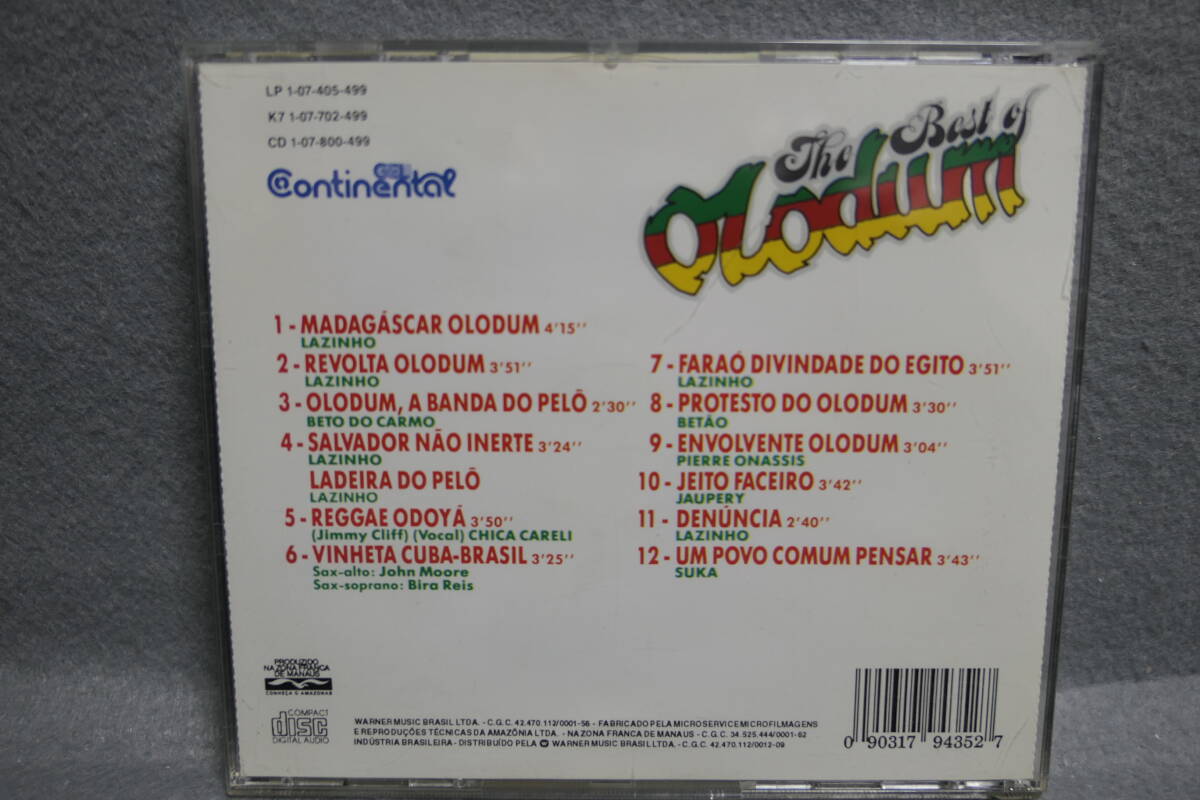 LP 1-07-405-499
K7 1-07-702-499
CD 1-07-800-499
Continental
The Best of
Olodum
1 - MADAGÁSCAR OLODUM 4'15''
LAZINHO
2 - REVOLTA OLODUM 3'51''
LAZINHO
3 - OLODUM, A BANDA DO PELÔ 2'30''
BETO DO CARMO
4 - SALVADOR NÃO INERTE 3'24''
LAZINHO
LADEIRA DO PELÔ
LAZINHO
5 - REGGAE ODOYÁ 3'50''
(Jimmy Cliff) (Vocal) CHICA CARELI
6 - VINHETA CUBA-BRASIL 3'25''
Sax-alto: John Moore
Sax-soprano: Bira Reis
7 - FARAÓ DIVINDADE DO EGITO 3'51''
LAZINHO
8 - PROTESTO DO OLODUM 3'30''
BETÃO
9 - ENVOLVENTE OLODUM 3'04''
PIERRE ONASSIS
10 - JEITO FACEIRO 3'42''
JAUPERY
11 - DENÚNCIA 2'40''
LAZINHO
12 - UM POVO COMUM PENSAR 3'43''
SUKA
PRODUZIDO
NA ZONA FRANCA
DE MANAUS
CONHEÇA O AMAZONAS
COMPACT
disc
DIGITAL AUDIO
WARNER MUSIC BRASIL LTDA. - C.G.C. 42.470.112/0001-56 - FABRICADO PELA MICROSERVICE MICROFILMAGENS
E REPRODUÇÕES TÉCNICAS DA AMAZÔNIA LTDA. - NA ZONA FRANCA DE MANAUS - C.G.C. 34.525.444/0001-62
INDÚSTRIA BRASILEIRA - DISTRIBUÍDO PELA WARNER MUSIC BRASIL LTDA. - C.G.C. 42.470.112/0012-09
0 90317 94352 7